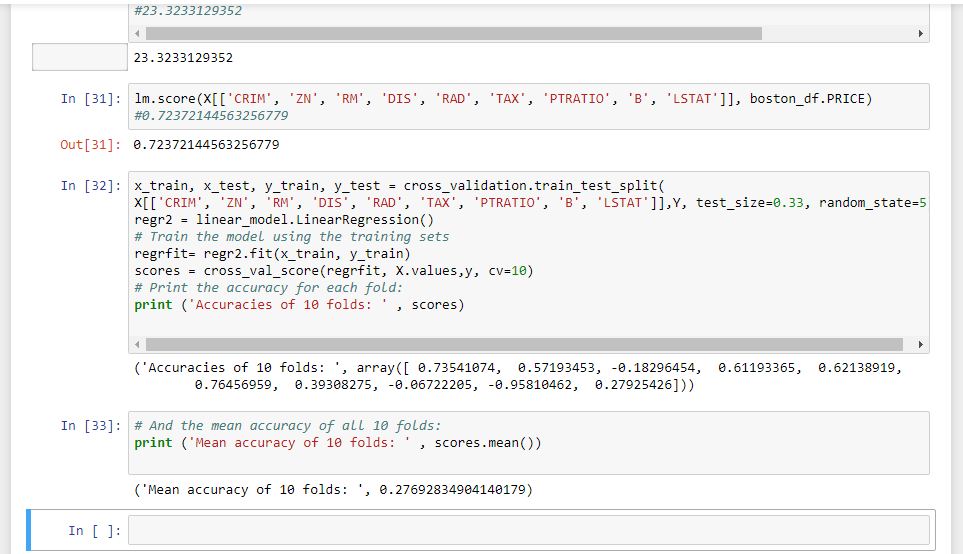 #23.3233129352
23.3233129352
In [31]: lm.score(X[['CRIM', 'ZN', 'RM', 'DIS', 'RAD', 'TAX', 'PTRATIO', 'B', 'LSTAT']], boston_df.PRICE)
#0.72372144563256779
Out[31]: 0.72372144563256779
In [32]: x_train, x_test, y_train, y_test = cross_validation.train_test_split(
X[['CRIM', 'ZN', 'RM', 'DIS', 'RAD', 'TAX', 'PTRATIO', 'B', 'LSTAT']],Y, test_size=0.33, random_state=5
regr2 = linear_model.LinearRegression()
# Train the model using the training sets
regrfit= regr2.fit(x_train, y_train)
scores = cross_val_score(regrfit, X.values,y, cv=10)
# Print the accuracy for each fold:
print ('Accuracies of 10 folds: ' , scores)
('Accuracies of 10 folds: ', array([ 0.73541074, 0.57193453, -0.18296454, 0.61193365, 0.62138919,
0.76456959, 0.39308275, -0.06722205, -0.95810462, 0.27925426]))
In [33]: # And the mean accuracy of all 10 folds:
print ('Mean accuracy of 10 folds: ' , scores.mean())
('Mean accuracy of 10 folds: ', 0.27692834904140179)
In [ ]: